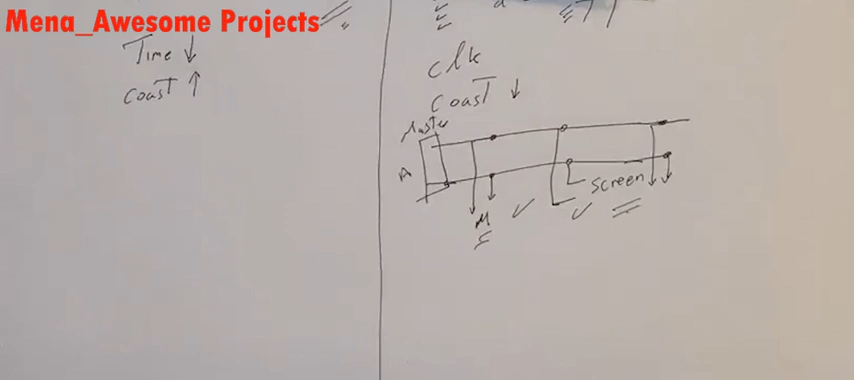 Mena_Awesome Projects
Time ↓
coast ↑
clk
coast ↓
Master
A
screen
M